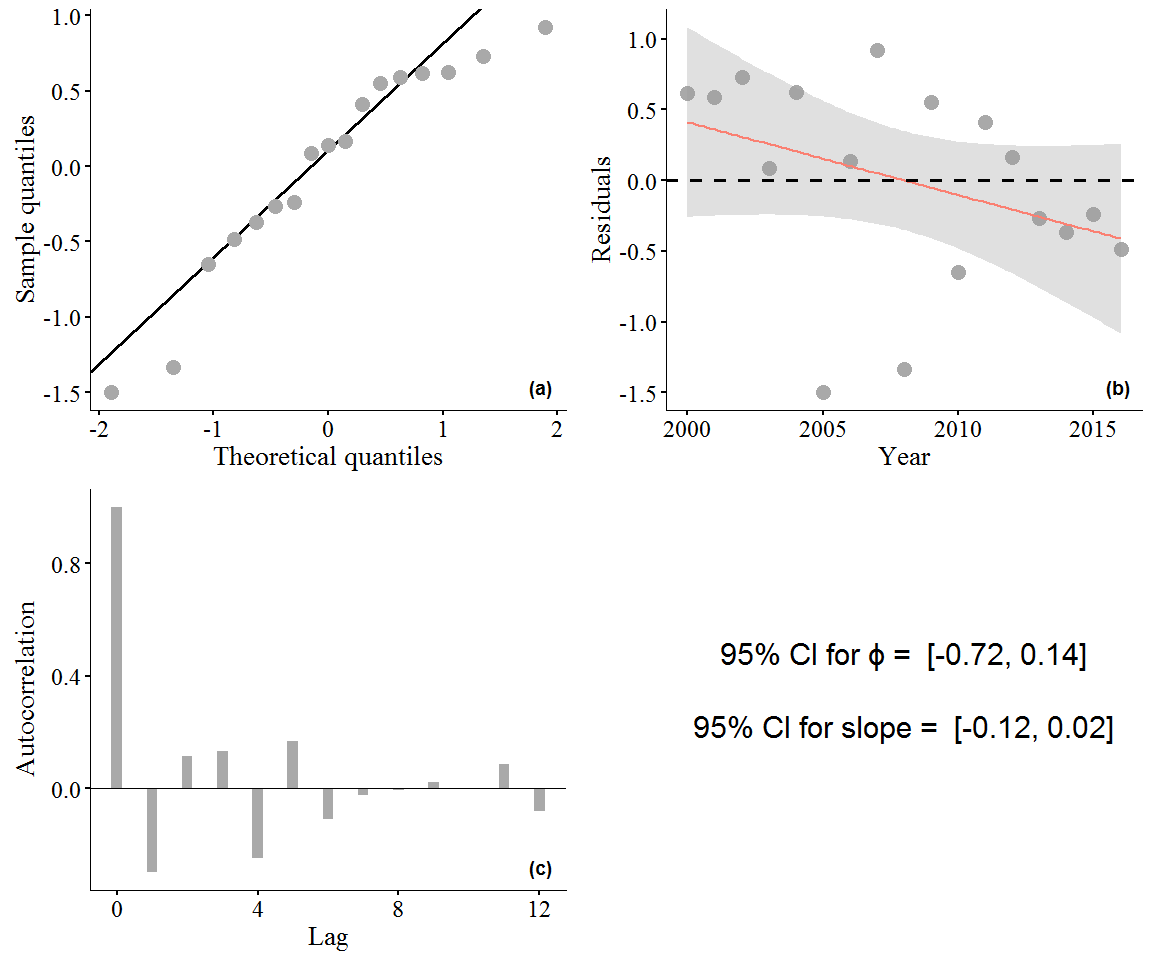 1.0
0.5
0.0
-0.5
-1.0
-1.5
Sample quantiles
-2 -1 0 1 2
Theoretical quantiles
(a)
1.0
0.5
0.0
-0.5
-1.0
-1.5
Residuals
2000 2005 2010 2015
Year
(b)
0.8
0.4
0.0
Autocorrelation
0 4 8 12
Lag
(c)
95% CI for ϕ = [-0.72, 0.14]
95% CI for slope = [-0.12, 0.02]